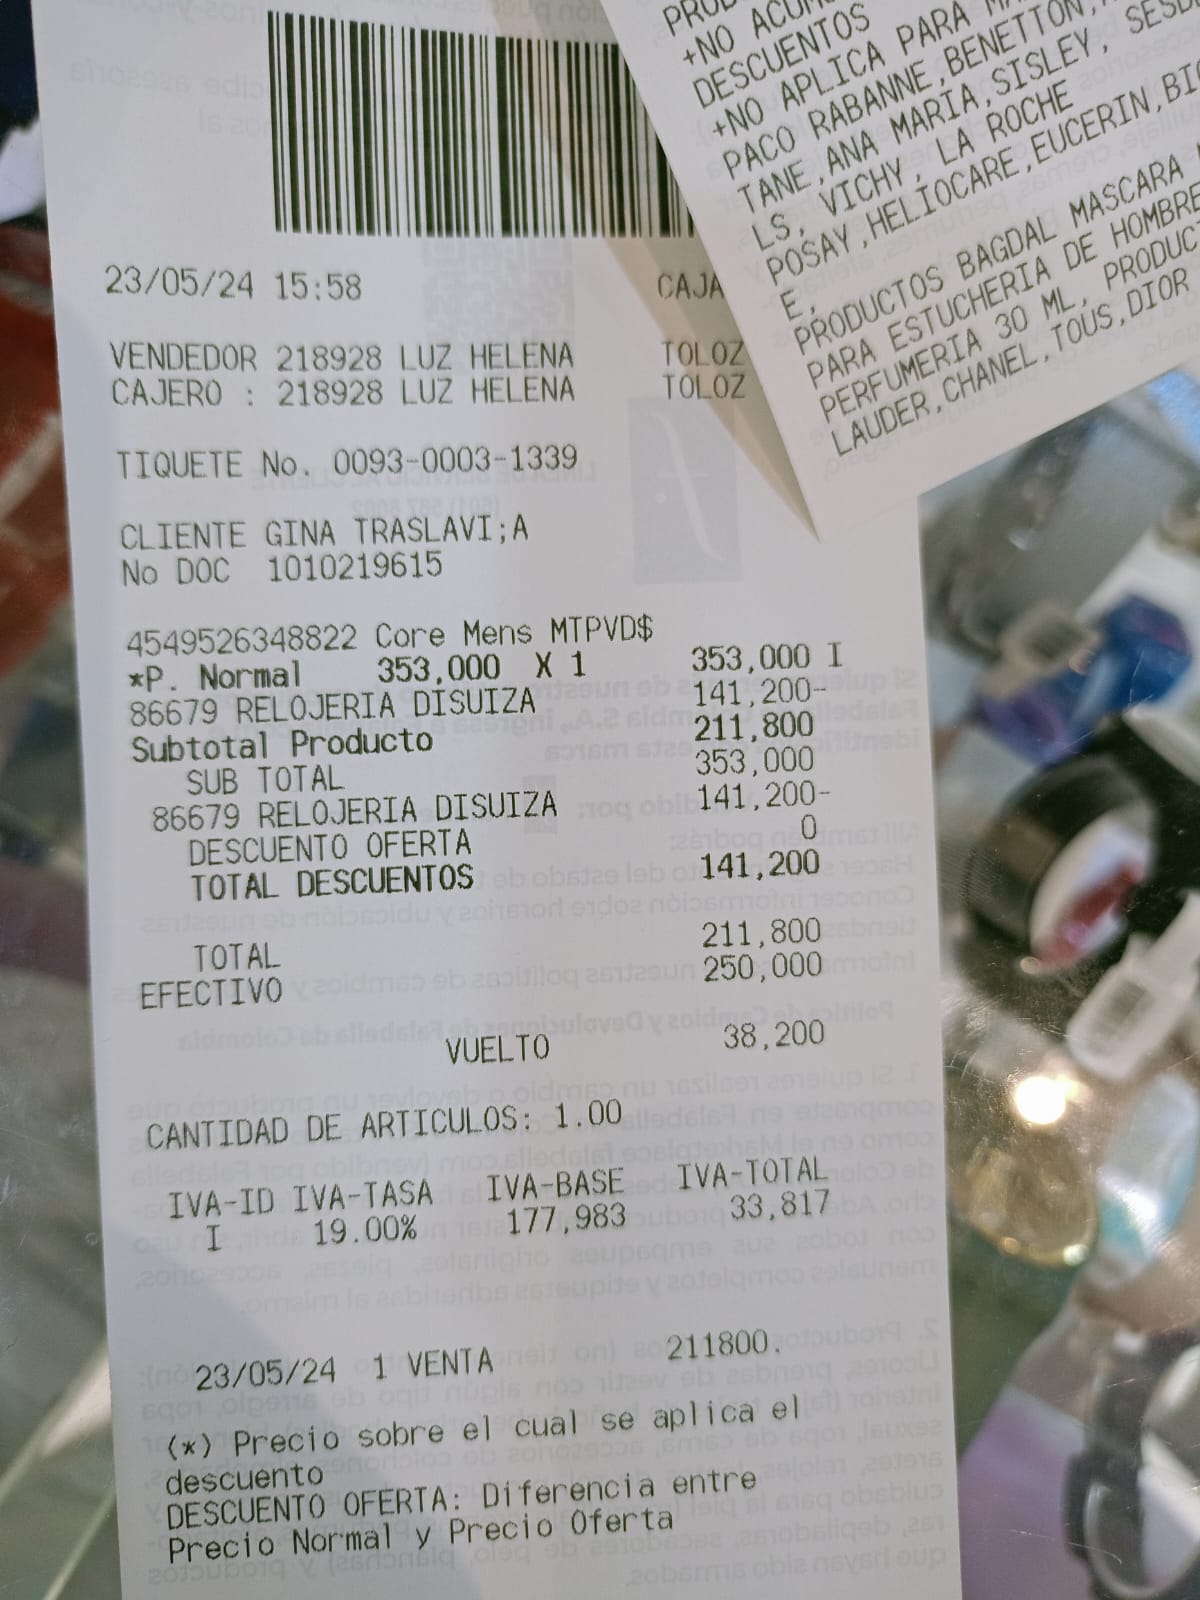 23/05/24 15:58 CAJA
VENDEDOR 218928 LUZ HELENA TOLOZ
CAJERO : 218928 LUZ HELENA TOLOZ
TIQUETE No. 0093-0003-1339
CLIENTE GINA TRASLAVI;A
No DOC 1010219615
4549526348822 Core Mens MTPVD$
*P. Normal 353,000 X 1 353,000 I
86679 RELOJERIA DISUIZA 141,200-
Subtotal Producto 211,800
SUB TOTAL 353,000
86679 RELOJERIA DISUIZA 141,200-
DESCUENTO OFERTA 0
TOTAL DESCUENTOS 141,200
TOTAL 211,800
EFECTIVO 250,000
VUELTO 38,200
CANTIDAD DE ARTICULOS: 1.00
IVA-ID IVA-TASA IVA-BASE IVA-TOTAL
I 19.00% 177,983 33,817
23/05/24 1 VENTA 211800.
(*) Precio sobre el cual se aplica el
descuento
DESCUENTO OFERTA: Diferencia entre
Precio Normal y Precio Oferta
+NO
DESCUENTOS
+NO APLICA PARA
PACO RABANNE,BENETTON,
TANE,ANA MARIA,SISLEY,
LS, VICHY, LA ROCHE
POSAY,HELIOCARE,EUCERIN,
E,
PRODUCTOS BAGDAL MASCARA
PARA ESTUCHERIA DE HOMBRE
PERFUMERIA 30 ML,
LAUDER,CHANEL,TOUS,DIOR